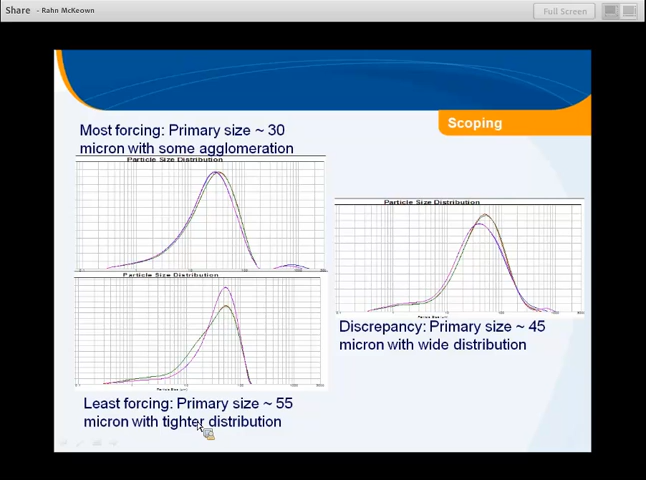 Share - Rahn McKeown
Full Screen
Scoping
Most forcing: Primary size ~ 30
micron with some agglomeration
Particle Size Distribution
Particle Size Distribution
Least forcing: Primary size ~ 55
micron with tighter distribution
Particle Size Distribution
Discrepancy: Primary size ~ 45
micron with wide distribution